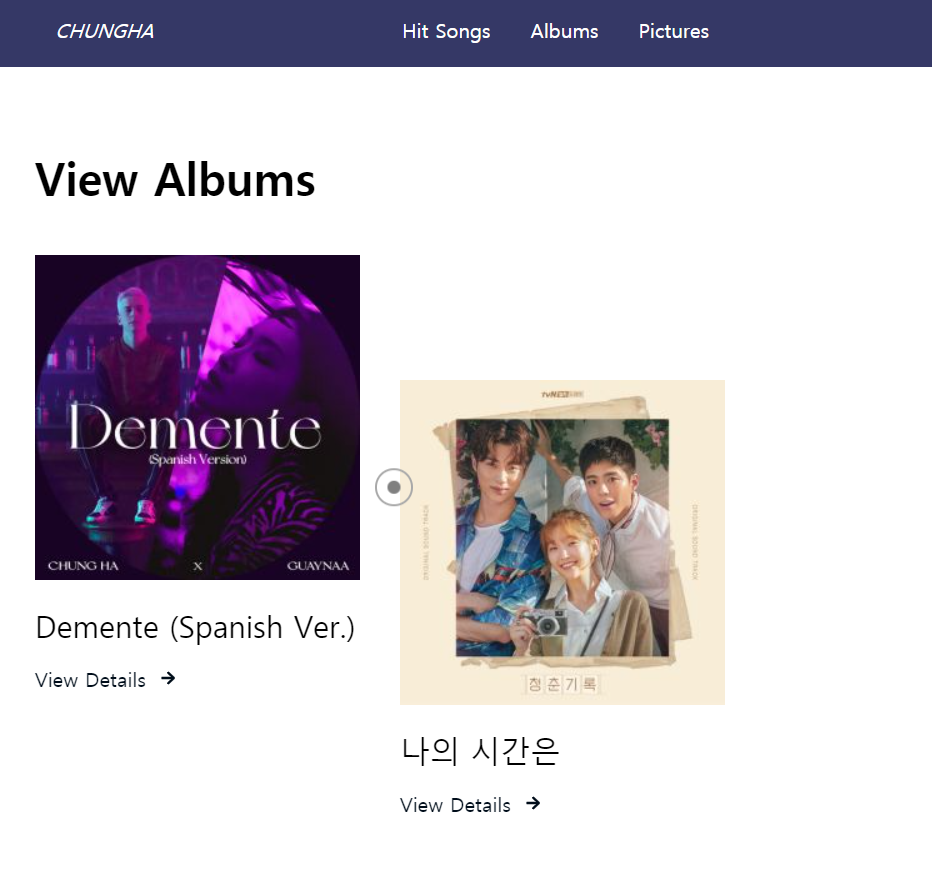 CHUNGHA
Hit Songs
Albums
Pictures
View Albums
Demente
(Spanish Version)
CHUNG HA
X
GUAYNAA
Demente (Spanish Ver.)
View Details
ORIGINAL SOUND TRACK
ORIGINAL SOUND TRACK
청춘기록
나의 시간은
View Details